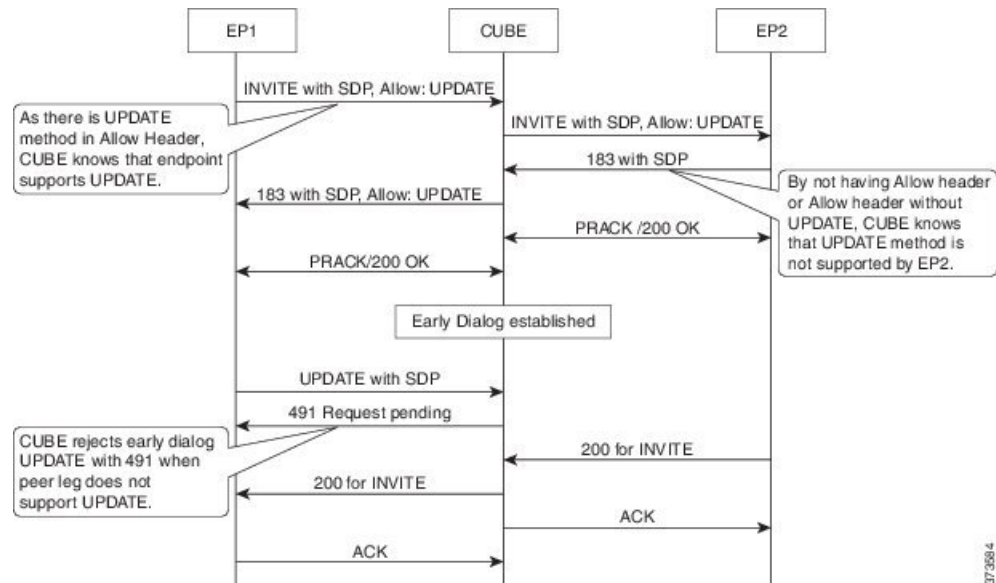 EP1
CUBE
EP2
INVITE with SDP, Allow: UPDATE
As there is UPDATE
method in Allow Header,
CUBE knows that endpoint
supports UPDATE.
INVITE with SDP, Allow: UPDATE
183 with SDP
By not having Allow header
or Allow header without
UPDATE, CUBE knows
that UPDATE method is
not supported by EP2.
183 with SDP, Allow: UPDATE
PRACK /200 OK
PRACK/200 OK
Early Dialog established
UPDATE with SDP
491 Request pending
CUBE rejects early dialog
UPDATE with 491 when
peer leg does not
support UPDATE.
200 for INVITE
200 for INVITE
ACK
ACK
373584